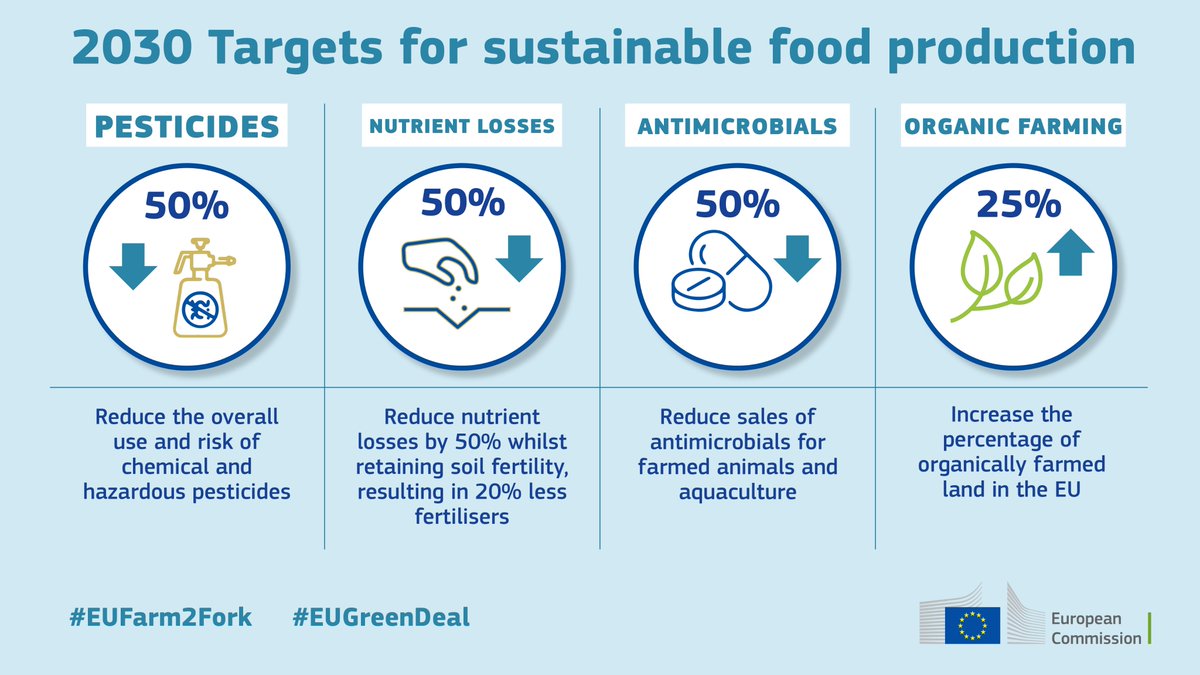 2030 Targets for sustainable food production
PESTICIDES
50%
Reduce the overall
use and risk of
chemical and
hazardous pesticides
NUTRIENT LOSSES
50%
Reduce nutrient
losses by 50% whilst
retaining soil fertility,
resulting in 20% less
fertilisers
ANTIMICROBIALS
50%
Reduce sales of
antimicrobials for
farmed animals and
aquaculture
ORGANIC FARMING
25%
Increase the
percentage of
organically farmed
land in the EU
#EUFarm2Fork #EUGreenDeal
European
Commission